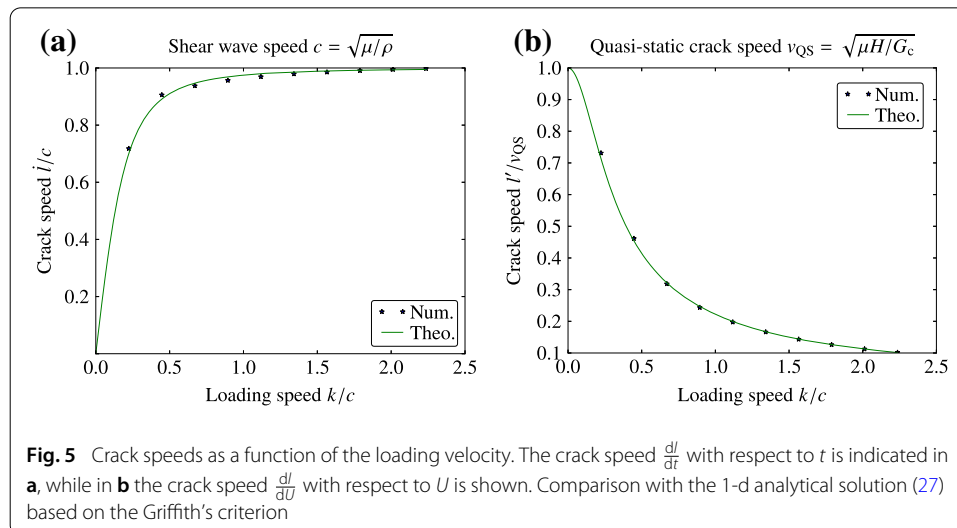 (a)
Shear wave speed c = √μ/ρ
1.0
0.8
0.6
0.4
0.2
Crack speed l̇/c
Num.
Theo.
0.0 0.5 1.0 1.5 2.0 2.5
Loading speed k/c
(b)
Quasi-static crack speed vQS = √μH/Gc
1.0
0.9
0.8
0.7
0.6
0.5
0.4
0.3
0.2
0.1
Crack speed l′/vQS
Num.
Theo.
0.0 0.5 1.0 1.5 2.0 2.5
Loading speed k/c
Fig. 5 Crack speeds as a function of the loading velocity. The crack speed dl/dt with respect to t is indicated in
a, while in b the crack speed dl/dU with respect to U is shown. Comparison with the 1-d analytical solution (27)
based on the Griffith's criterion